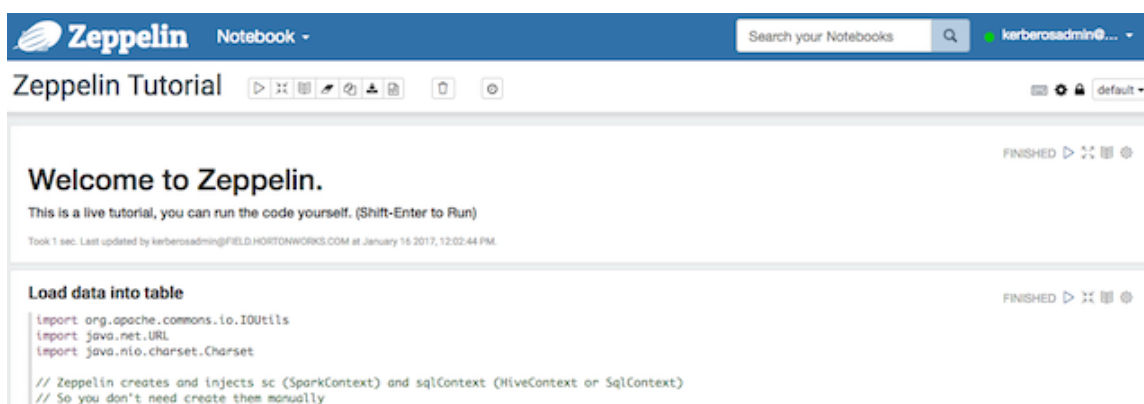 Zeppelin Notebook Search your Notebooks kerberosadmin@...
Zeppelin Tutorial default
FINISHED
Welcome to Zeppelin.
This is a live tutorial, you can run the code yourself. (Shift-Enter to Run)
Took 1 sec. Last updated by kerberosadmin@FIELD.HORTONWORKS.COM at January 16 2017, 12:02:44 PM.
Load data into table FINISHED
import org.apache.commons.io.IOUtils
import java.net.URL
import java.nio.charset.Charset
// Zeppelin creates and injects sc (SparkContext) and sqlContext (HiveContext or SqlContext)
// So you don't need create them manually